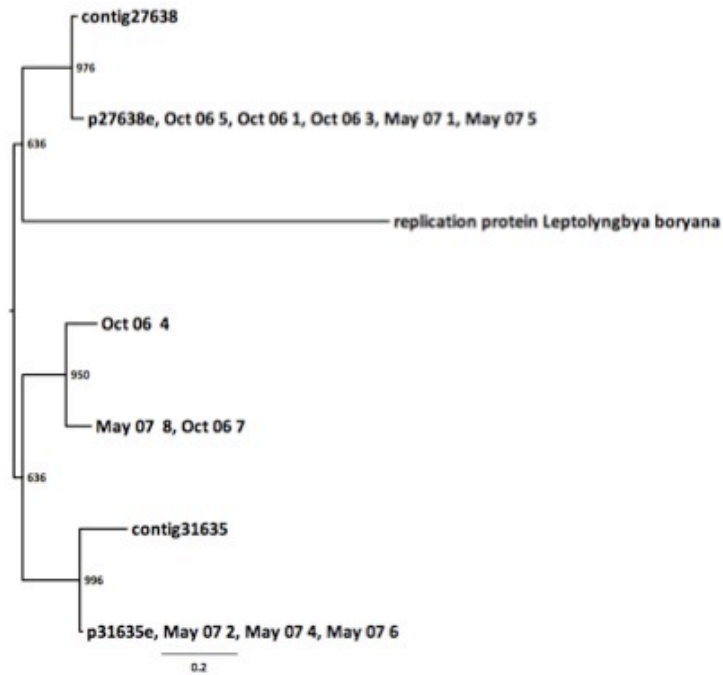 contig27638
976
p27638e, Oct 06 5, Oct 06 1, Oct 06 3, May 07 1, May 07 5
636
replication protein Leptolyngbya boryana
Oct 06 4
950
May 07 8, Oct 06 7
636
contig31635
996
p31635e, May 07 2, May 07 4, May 07 6
0.2